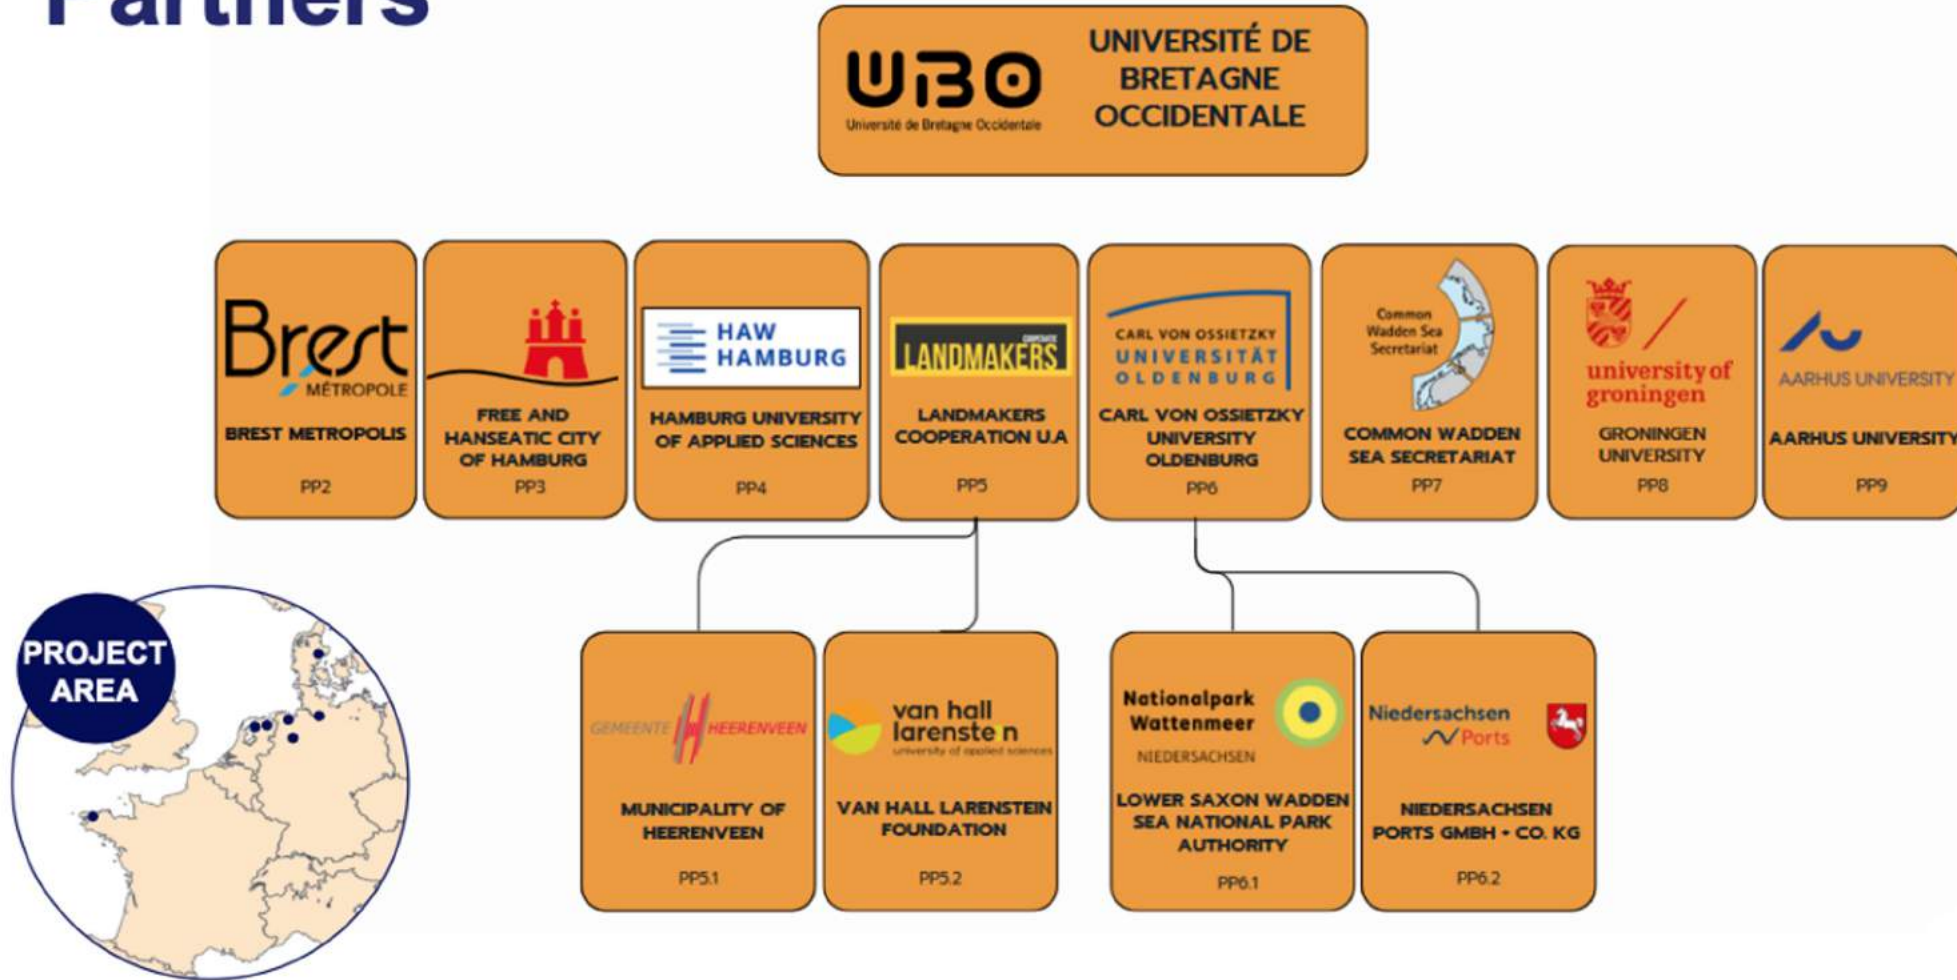 Partners
UBO
Université de Bretagne Occidentale
UNIVERSITÉ DE
BRETAGNE
OCCIDENTALE
Brest
MÉTROPOLE
BREST METROPOLIS
PP2
FREE AND
HANSEATIC CITY
OF HAMBURG
PP3
HAW
HAMBURG
HAMBURG UNIVERSITY
OF APPLIED SCIENCES
PP4
COOPERATIE
LANDMAKERS
LANDMAKERS
COOPERATION U.A
PP5
CARL VON OSSIETZKY
UNIVERSITÄT
OLDENBURG
CARL VON OSSIETZKY
UNIVERSITY
OLDENBURG
PP6
Common
Wadden Sea
Secretariat
COMMON WADDEN
SEA SECRETARIAT
PP7
university of
groningen
GRONINGEN
UNIVERSITY
PP8
AARHUS UNIVERSITY
AARHUS UNIVERSITY
PP9
PROJECT
AREA
GEMEENTE HEERENVEEN
MUNICIPALITY OF
HEERENVEEN
PP5.1
van hall
larenstein
university of applied sciences
VAN HALL LARENSTEIN
FOUNDATION
PP5.2
Nationalpark
Wattenmeer
NIEDERSACHSEN
LOWER SAXON WADDEN
SEA NATIONAL PARK
AUTHORITY
PP6.1
Niedersachsen
Ports
NIEDERSACHSEN
PORTS GMBH + CO. KG
PP6.2